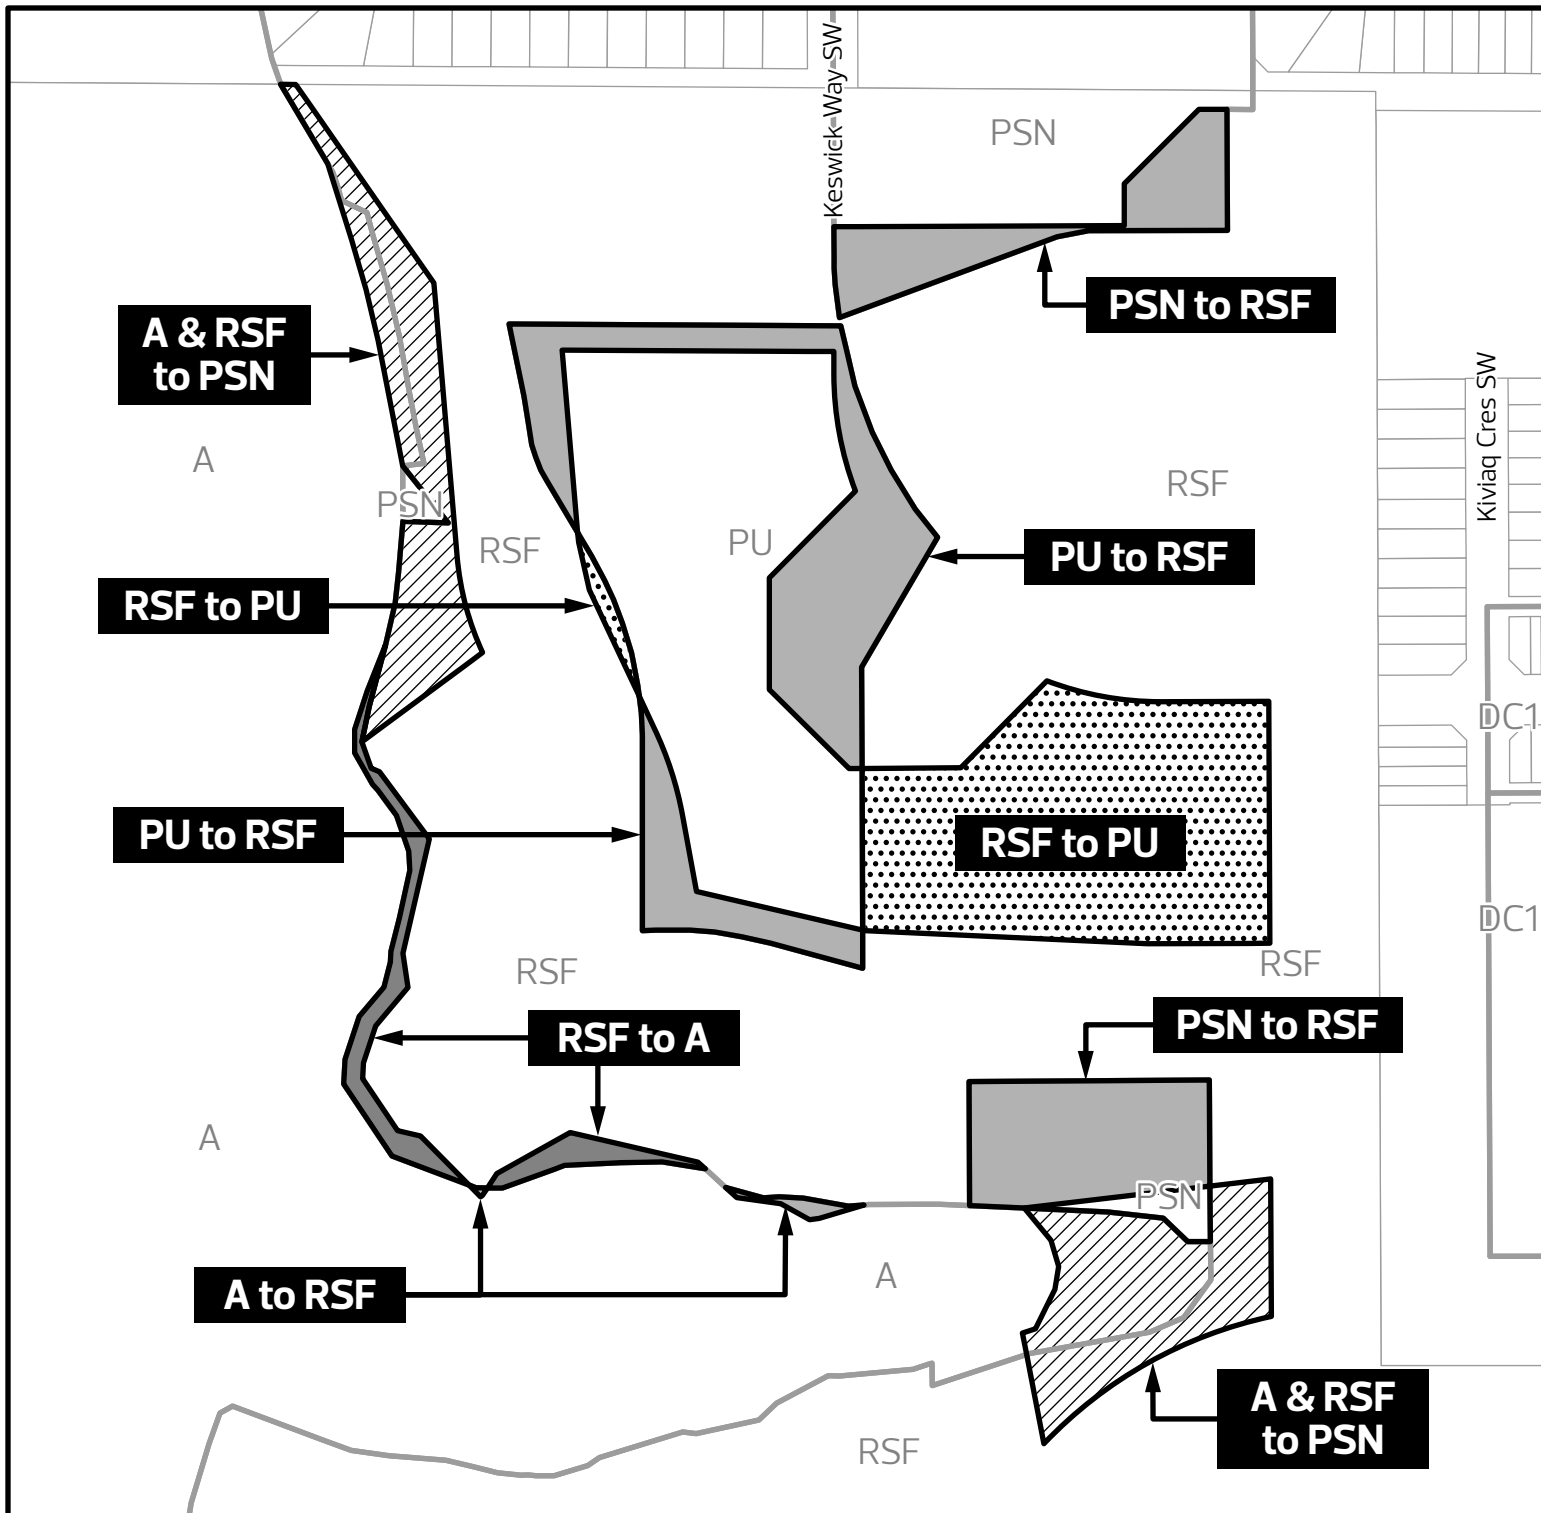 Keswick Way SW
PSN
PSN to RSF
A & RSF
to PSN
Kiviaq Cres SW
A
RSF
PSN
RSF
PU
PU to RSF
RSF to PU
DC1
PU to RSF
RSF to PU
DC1
RSF
RSF
PSN to RSF
RSF to A
A
PSN
A
A to RSF
A & RSF
to PSN
RSF